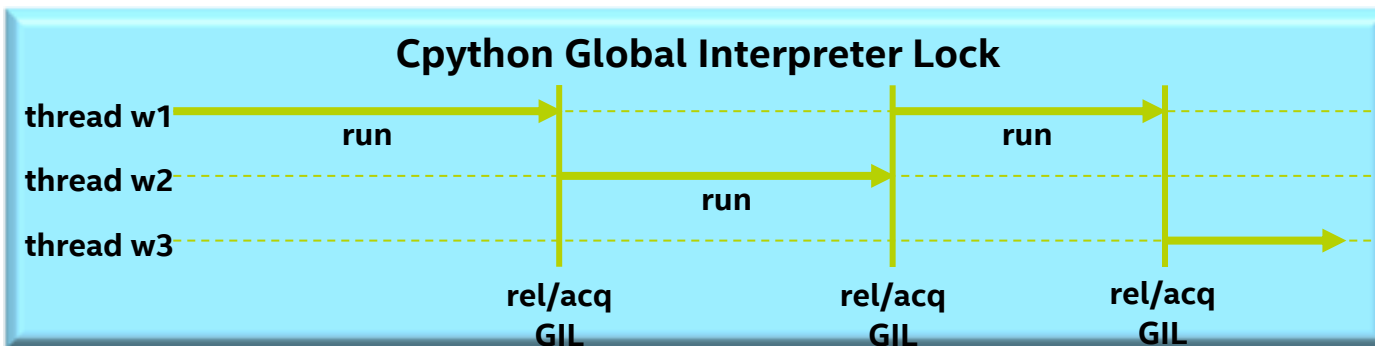 Cpython Global Interpreter Lock
thread w1
run
run
thread w2
run
thread w3
rel/acq
GIL
rel/acq
GIL
rel/acq
GIL